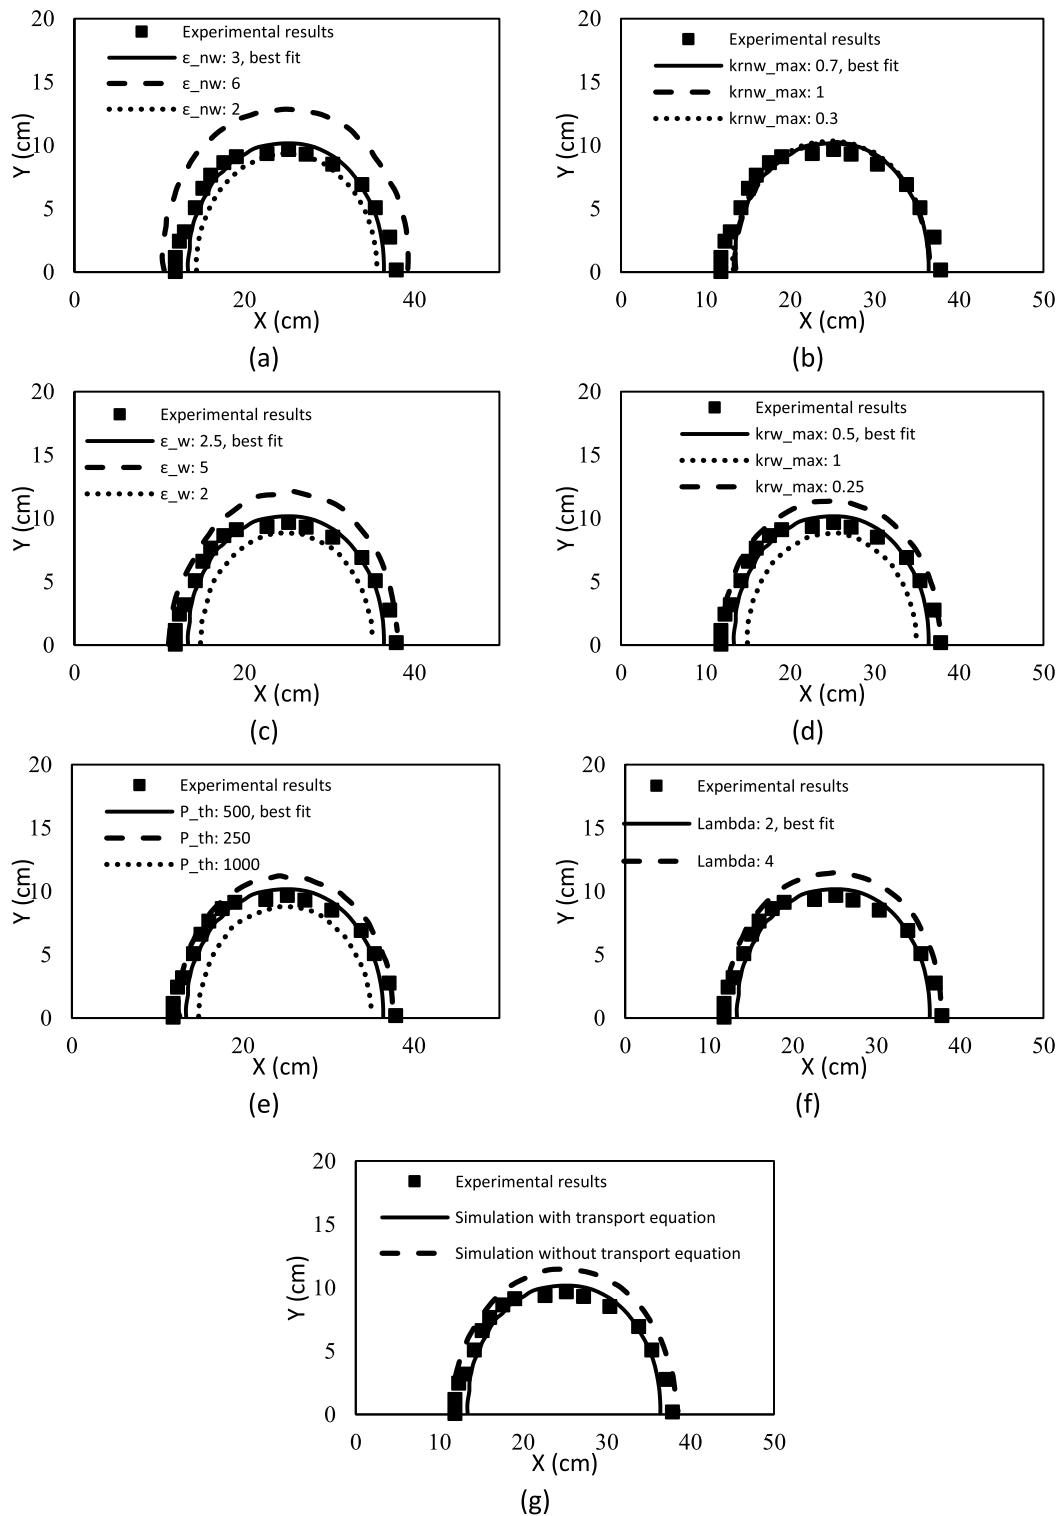 20
15
10
5
0
Y (cm)
Experimental results
ε_nw: 3, best fit
ε_nw: 6
ε_nw: 2
0 20 40
X (cm)
(a)
20
15
10
5
0
Y (cm)
Experimental results
krnw_max: 0.7, best fit
krnw_max: 1
krnw_max: 0.3
0 10 20 30 40 50
X (cm)
(b)
20
15
10
5
0
Y (cm)
Experimental results
ε_w: 2.5, best fit
ε_w: 5
ε_w: 2
0 20 40
X (cm)
(c)
20
15
10
5
0
Y (cm)
Experimental results
krw_max: 0.5, best fit
krw_max: 1
krw_max: 0.25
0 10 20 30 40 50
X (cm)
(d)
20
15
10
5
0
Y (cm)
Experimental results
P_th: 500, best fit
P_th: 250
P_th: 1000
0 20 40
X (cm)
(e)
20
15
10
5
0
Y (cm)
Experimental results
Lambda: 2, best fit
Lambda: 4
0 10 20 30 40 50
X (cm)
(f)
20
15
10
5
0
Y (cm)
Experimental results
Simulation with transport equation
Simulation without transport equation
0 10 20 30 40 50
X (cm)
(g)